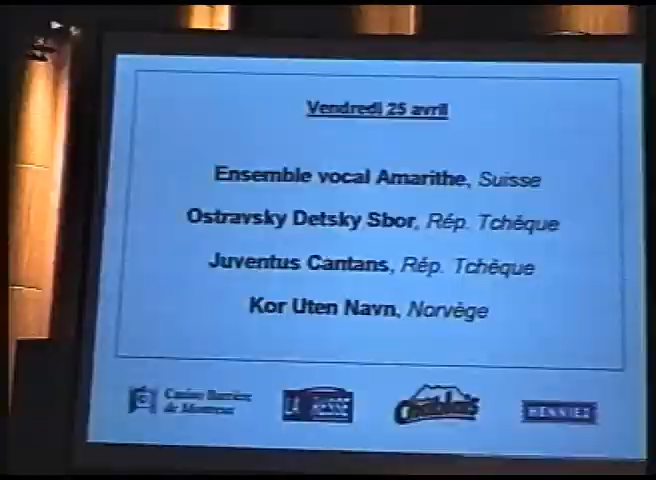 Vendredi 25 avril
Ensemble vocal Amarithe, Suisse
Ostravsky Detsky Sbor, Rép. Tchèque
Juventus Cantans, Rép. Tchèque
Kor Uten Navn, Norvège
Casino Barrière
de Montreux
HENNIEZ